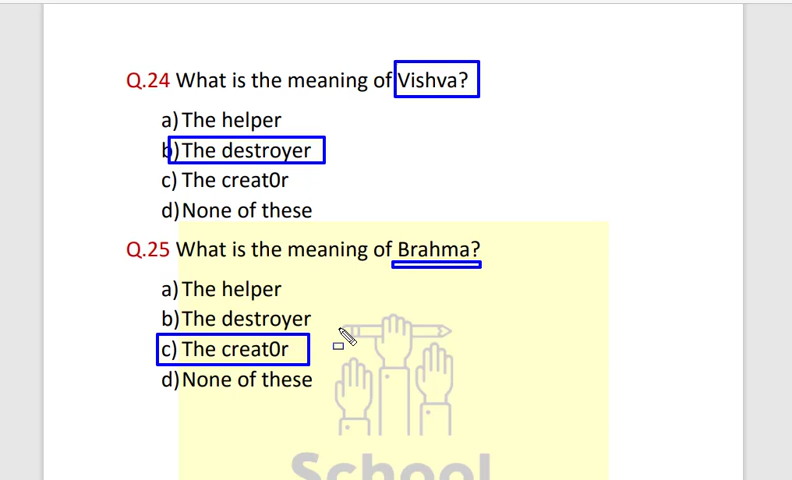 Q.24 What is the meaning of Vishva?
a) The helper
b) The destroyer
c) The creat0r
d) None of these
Q.25 What is the meaning of Brahma?
a) The helper
b) The destroyer
c) The creat0r
d) None of these
School